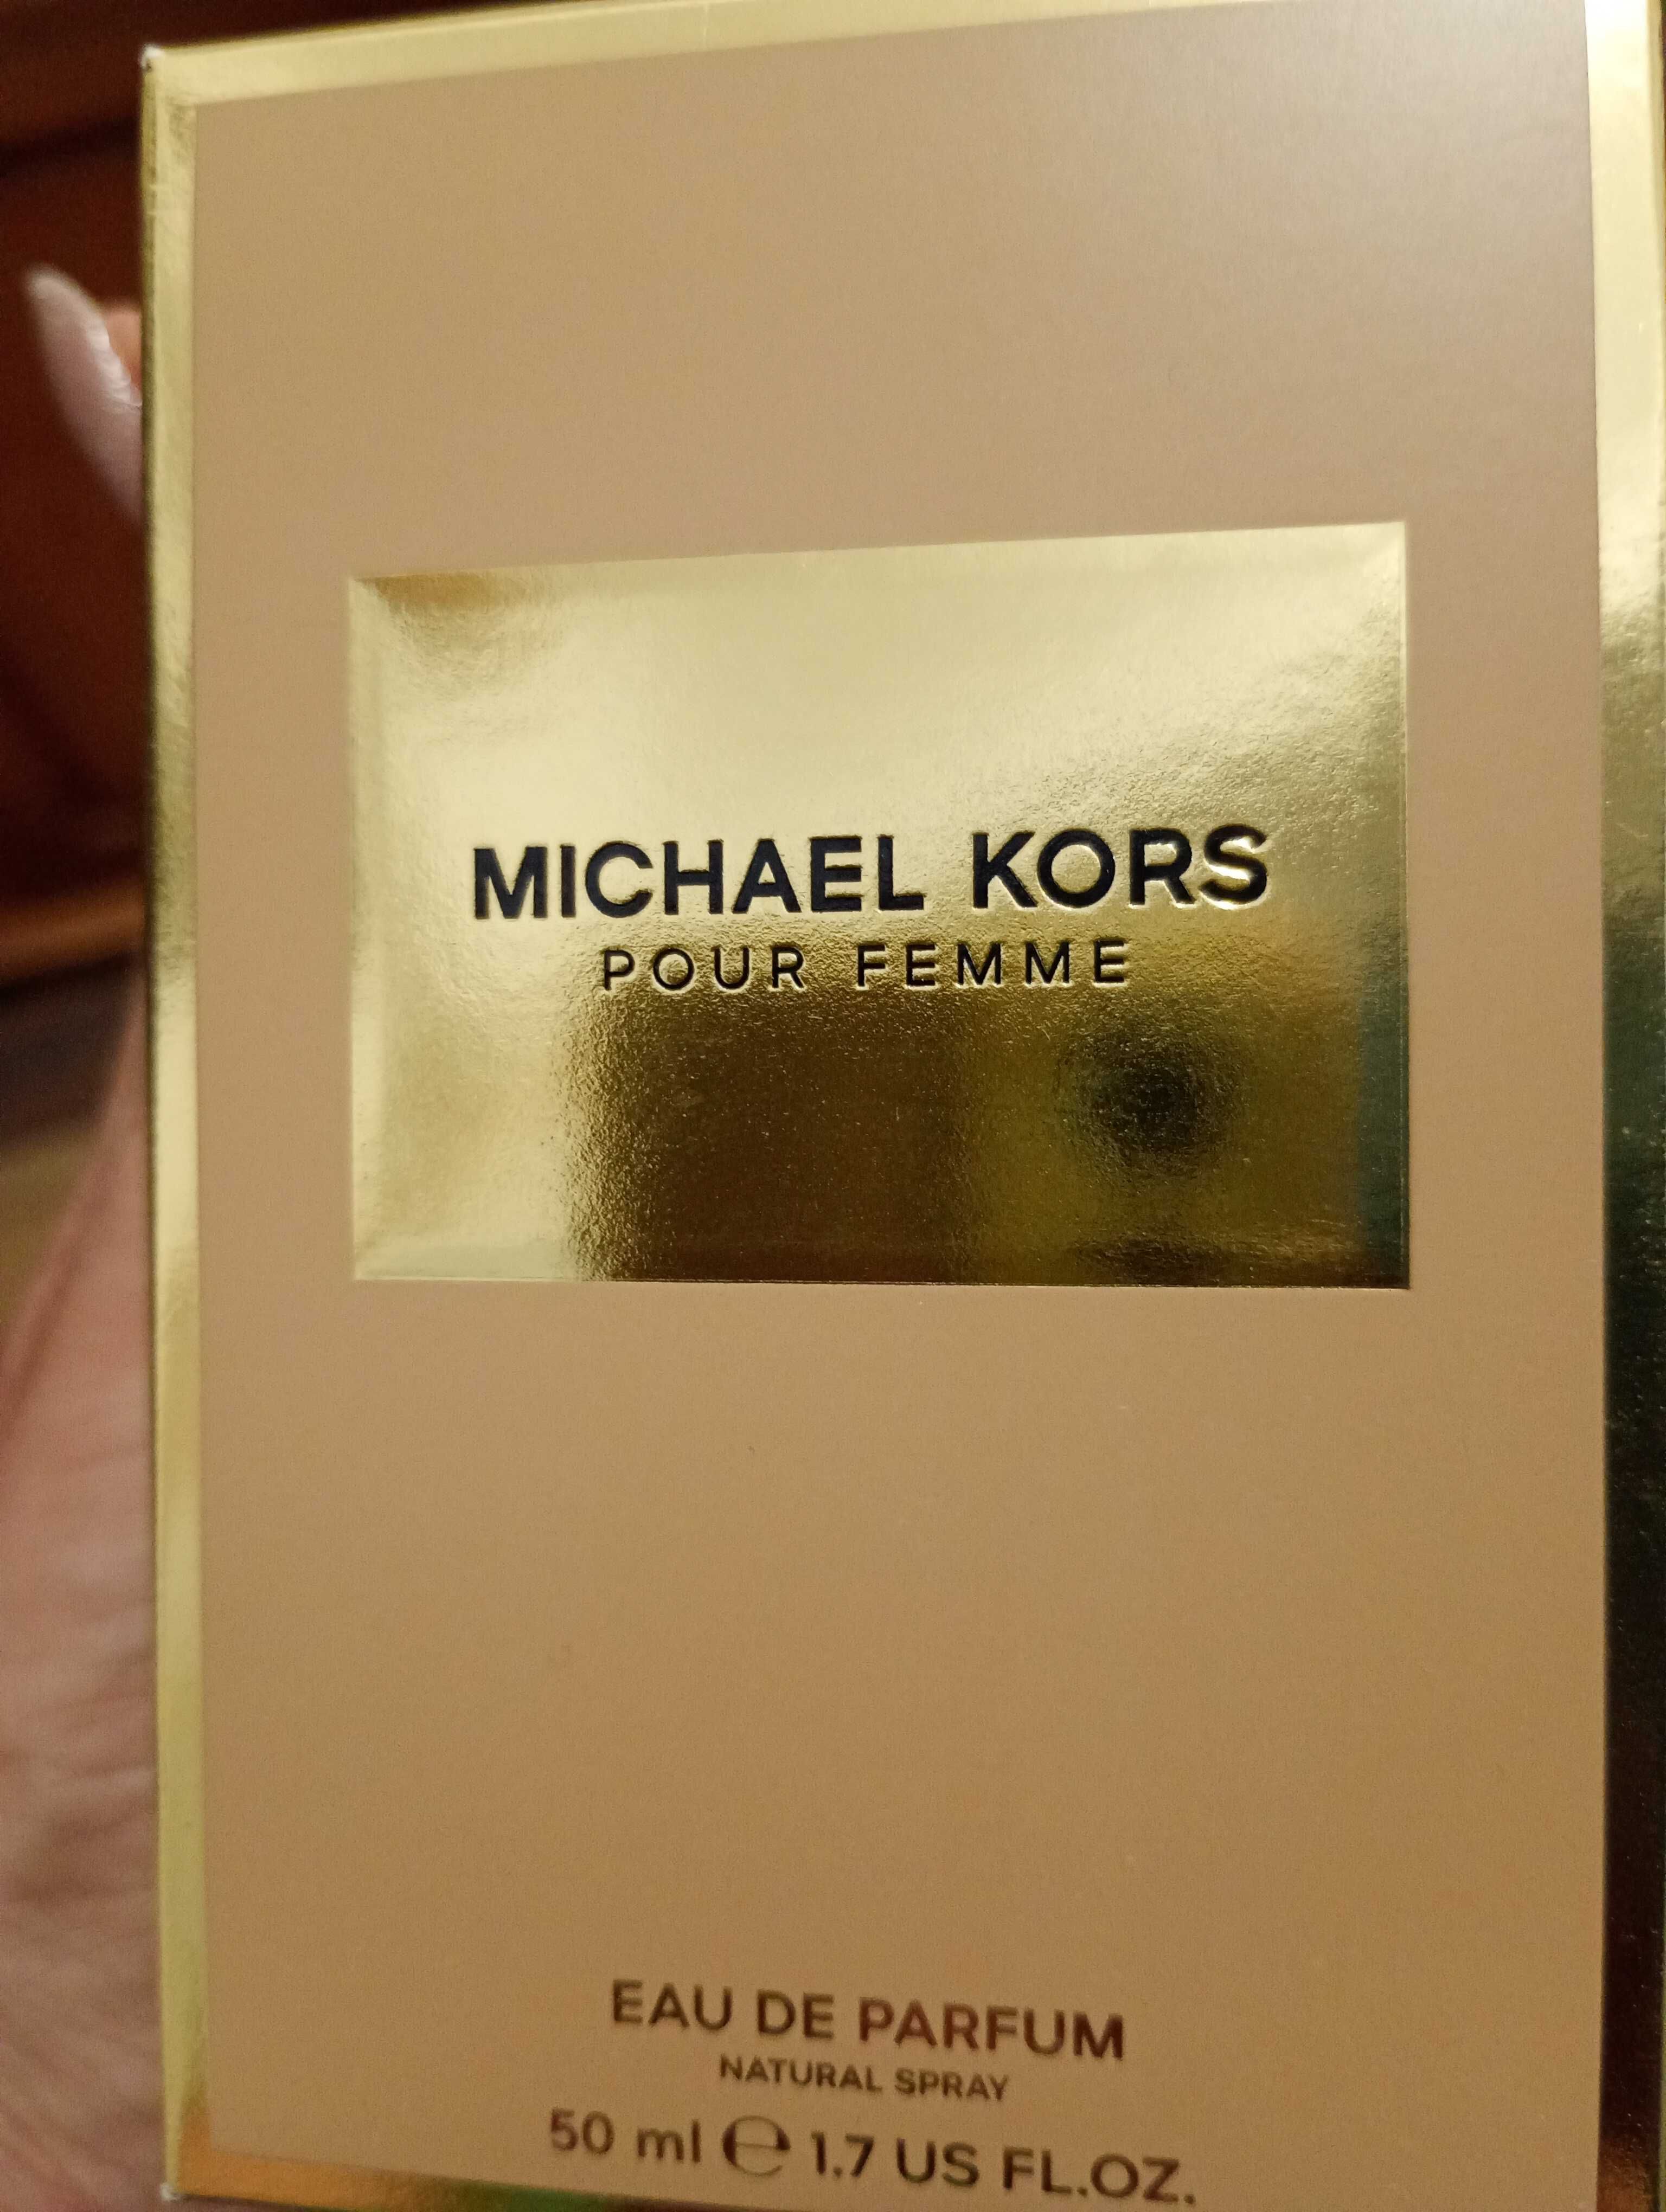 MICHAEL KORS
POUR FEMME
EAU DE PARFUM
NATURAL SPRAY
50 ml ℮ 1.7 US FL.OZ.